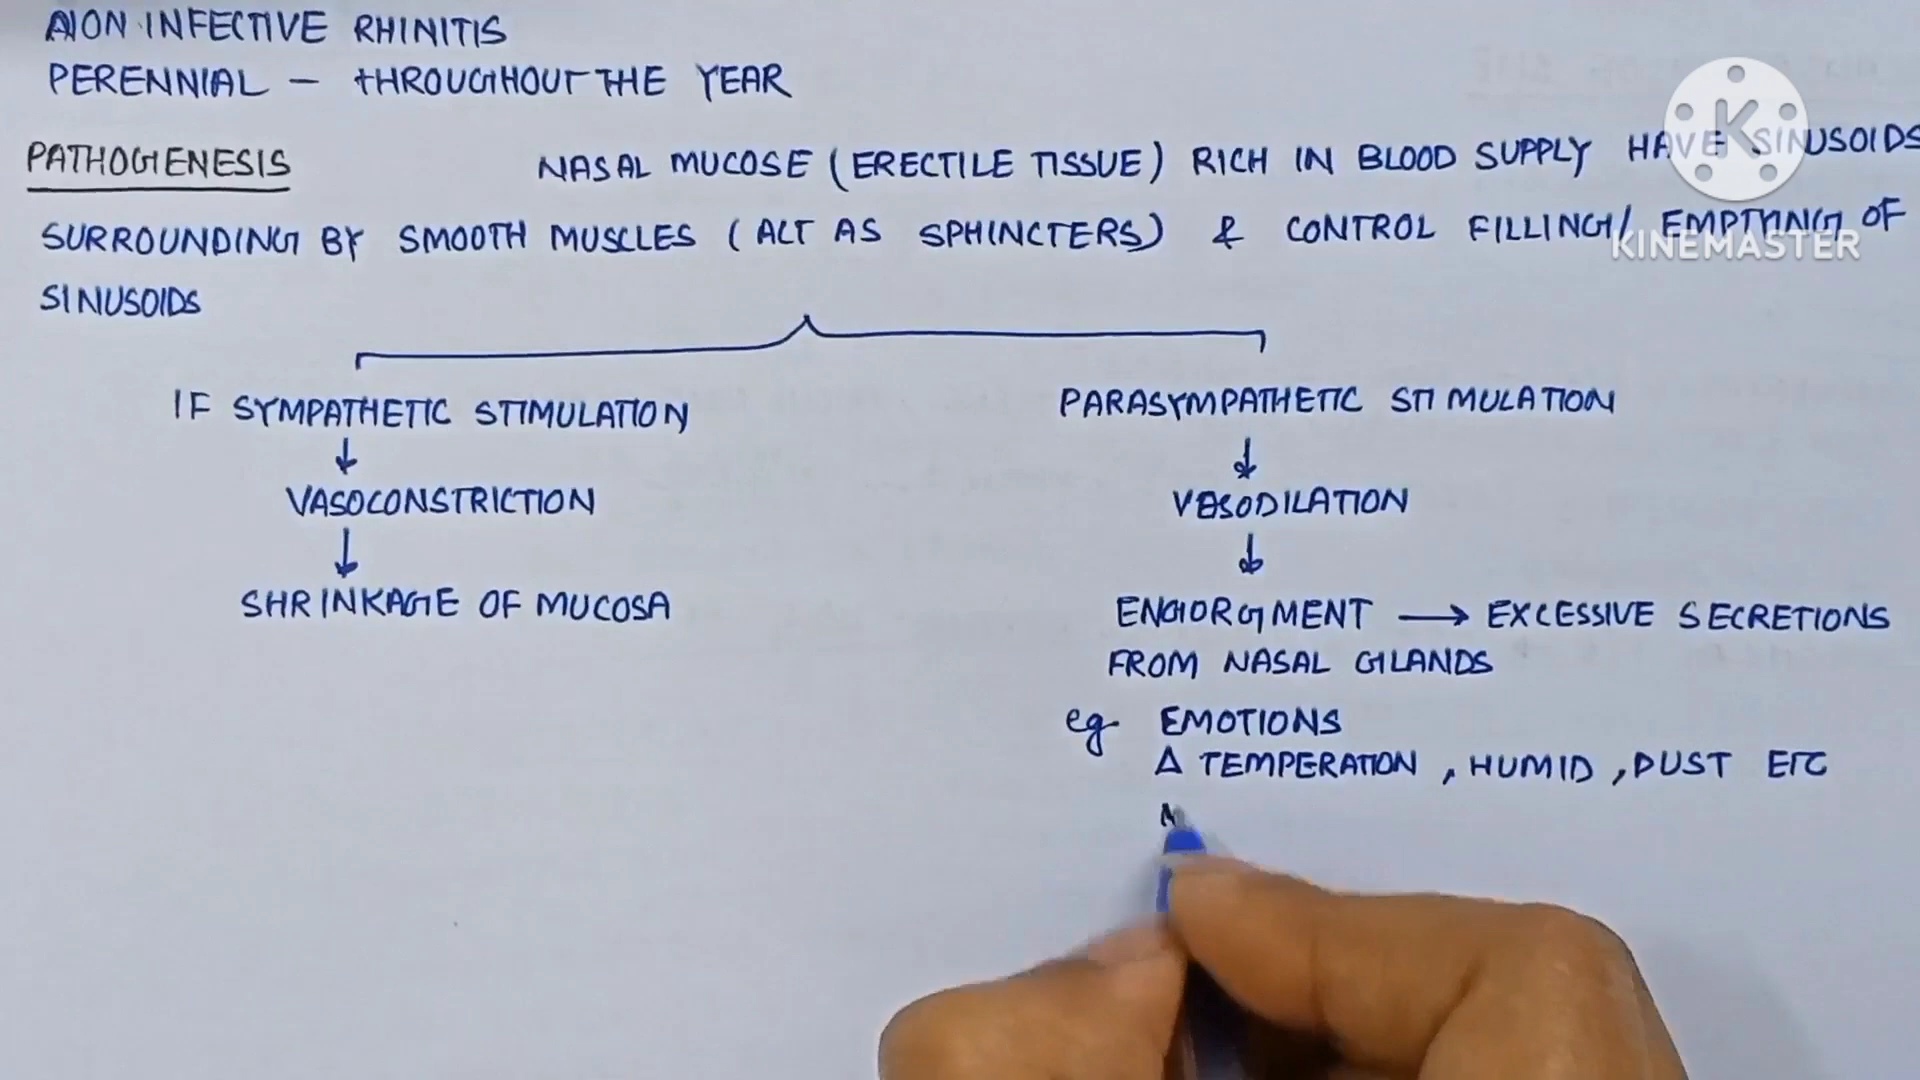 NON INFECTIVE RHINITIS
PERENNIAL — THROUGHOUT THE YEAR
PATHOGENESIS NASAL MUCOSE (ERECTILE TISSUE) RICH IN BLOOD SUPPLY HAVE SINUSOIDS
SURROUNDING BY SMOOTH MUSCLES (ACT AS SPHINCTERS) & CONTROL FILLING/ EMPTYING OF
KINEMASTER
SINUSOIDS
IF SYMPATHETIC STIMULATION
↓
VASOCONSTRICTION
↓
SHRINKAGE OF MUCOSA
PARASYMPATHETIC STIMULATION
↓
VASODILATION
↓
ENGORGMENT → EXCESSIVE SECRETIONS
FROM NASAL GLANDS
eg EMOTIONS
Δ TEMPERATION, HUMID, DUST ETC